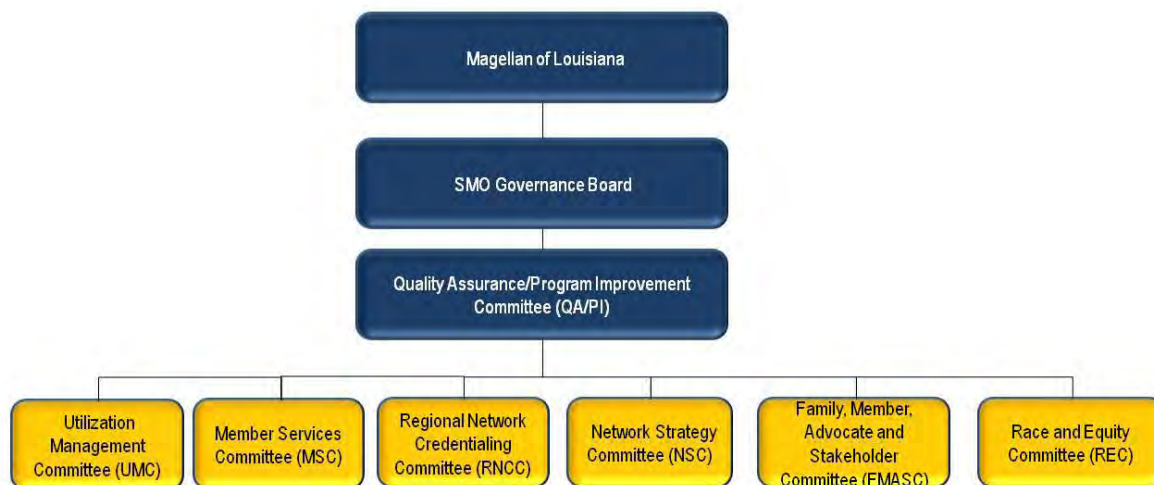 Magellan of Louisiana
SMO Governance Board
Quality Assurance/Program Improvement
Committee (QA/PI)
Utilization
Management
Committee (UMC)
Member Services
Committee (MSC)
Regional Network
Credentialing
Committee (RNCC)
Network Strategy
Committee (NSC)
Family, Member,
Advocate and
Stakeholder
Committee (FMASC)
Race and Equity
Committee (REC)